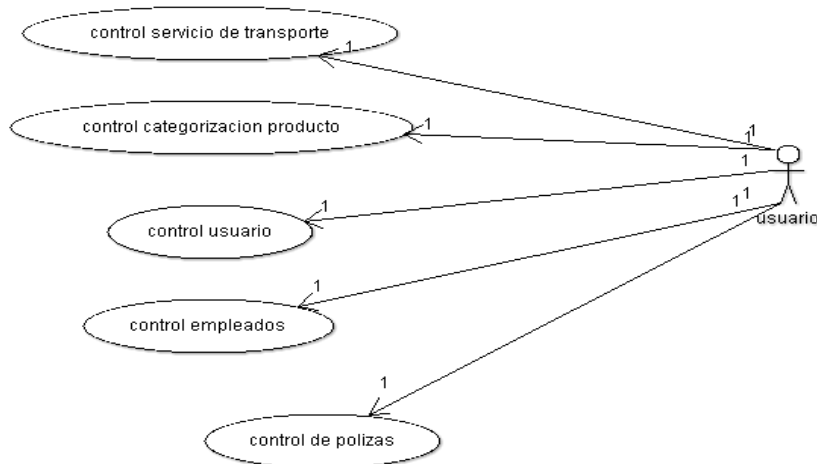 control servicio de transporte
1
control categorizacion producto
1
1
1
1
control usuario
1
1
1
usuario
control empleados
1
control de polizas
1